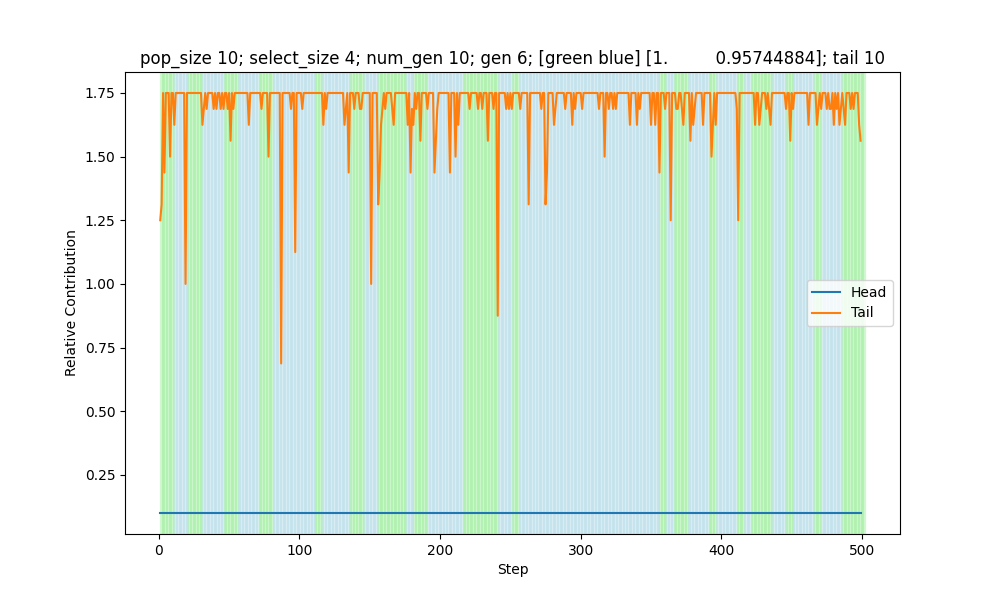 pop_size 10; select_size 4; num_gen 10; gen 6; [green blue] [1. 0.95744884]; tail 10
Relative Contribution
1.75
1.50
1.25
1.00
0.75
0.50
0.25
Head
Tail
0 100 200 300 400 500
Step